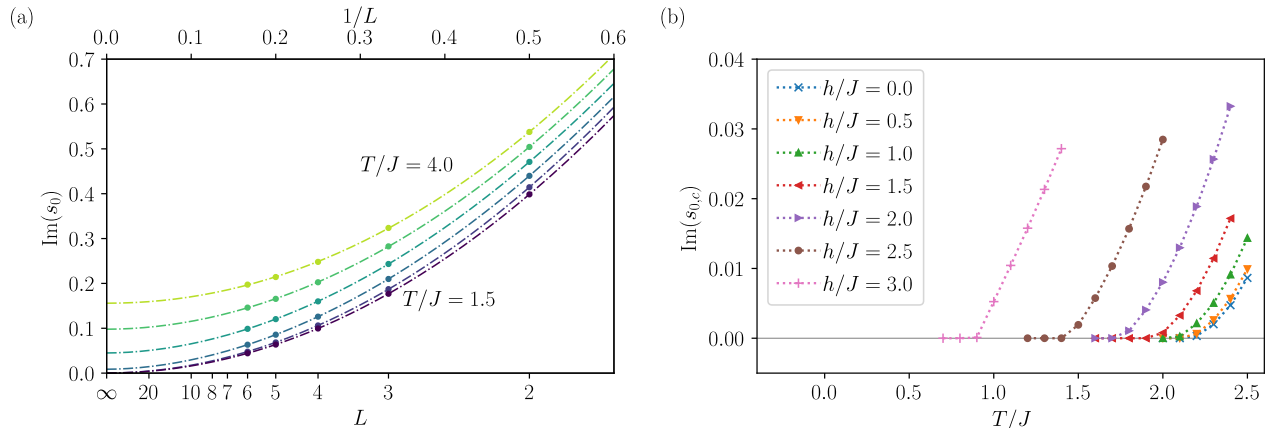 (a)
1/L
0.0 0.1 0.2 0.3 0.4 0.5 0.6
0.7
0.6
0.5
0.4
0.3
0.2
0.1
0.0
Im(s₀)
T/J = 4.0
T/J = 1.5
∞ 20 10 8 7 6 5 4 3 2
L
(b)
0.04
0.03
0.02
0.01
0.00
Im(s₀,c)
h/J = 0.0
h/J = 0.5
h/J = 1.0
h/J = 1.5
h/J = 2.0
h/J = 2.5
h/J = 3.0
0.0 0.5 1.0 1.5 2.0 2.5
T/J